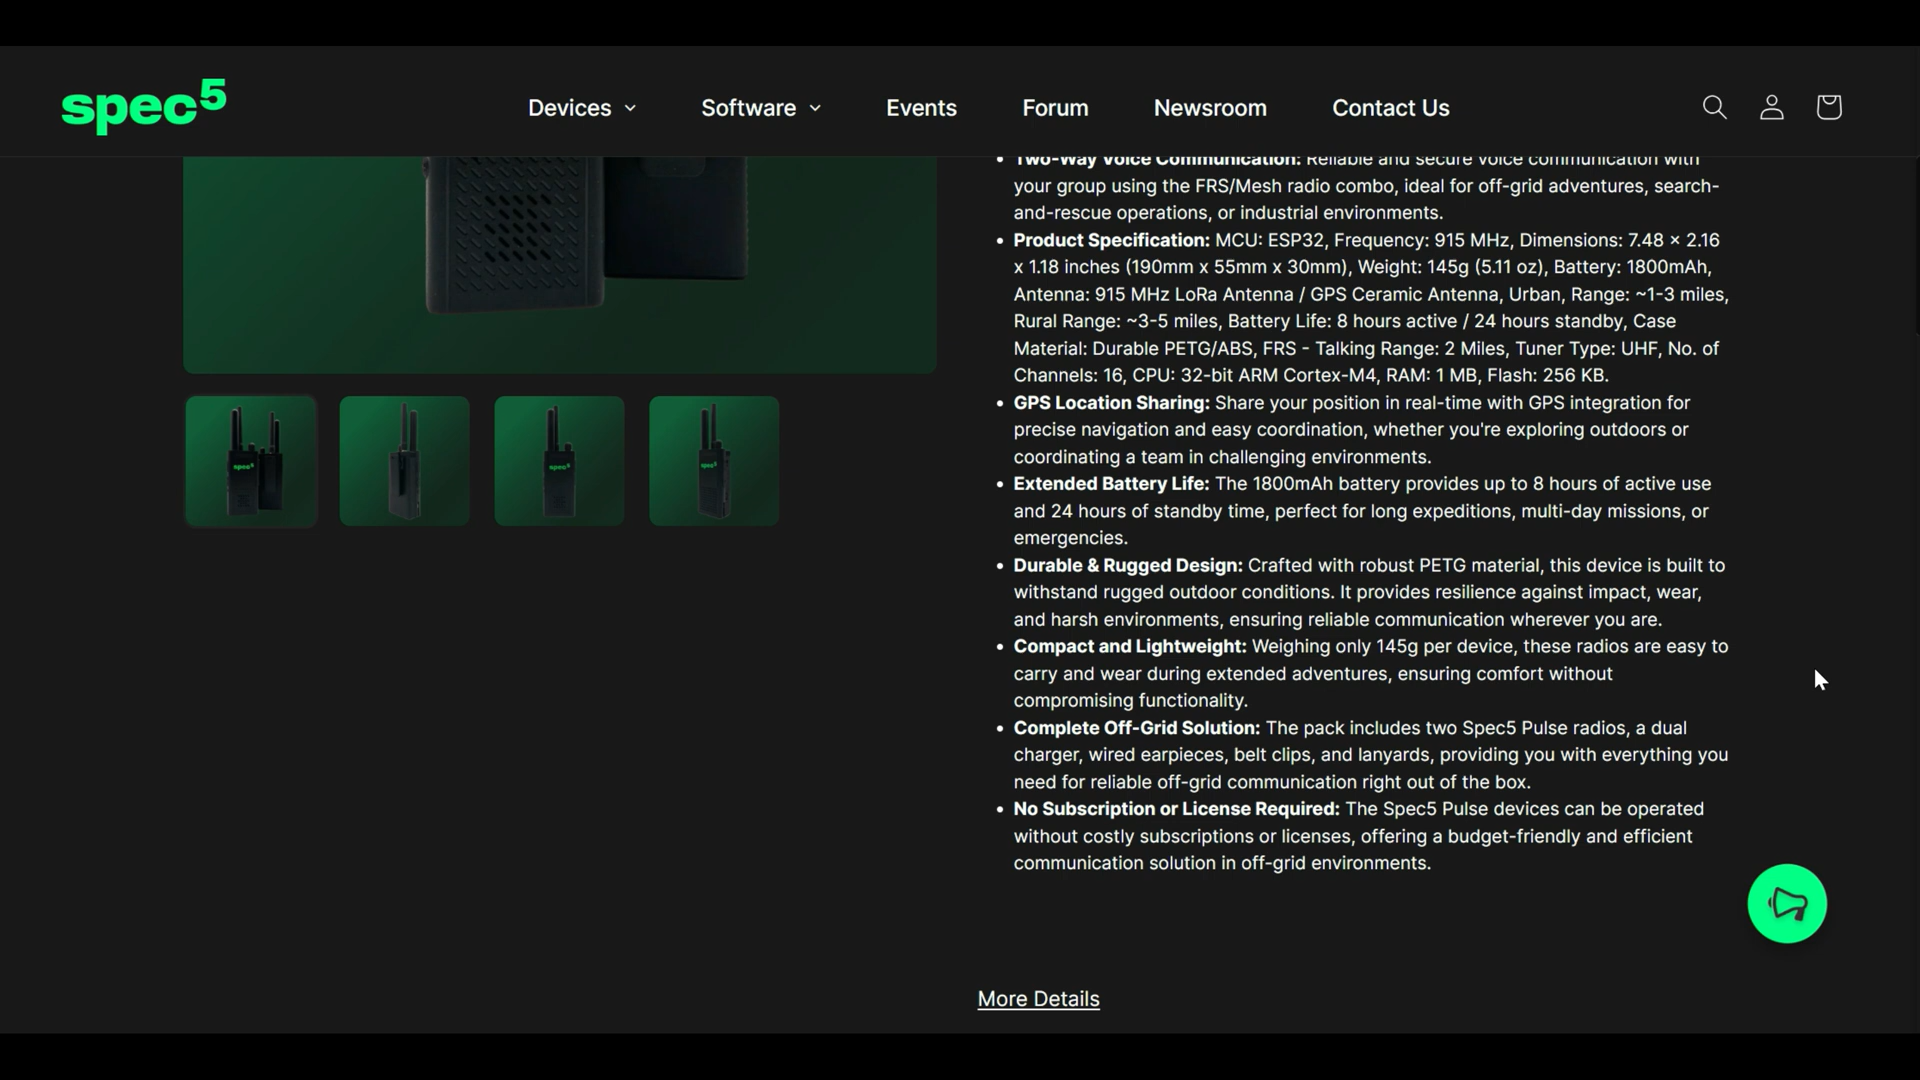 spec5
Devices
Software
Events
Forum
Newsroom
Contact Us
• Two-Way Voice Communication: Reliable and secure voice communication with
your group using the FRS/Mesh radio combo, ideal for off-grid adventures, search-
and-rescue operations, or industrial environments.
• Product Specification: MCU: ESP32, Frequency: 915 MHz, Dimensions: 7.48 × 2.16
x 1.18 inches (190mm x 55mm x 30mm), Weight: 145g (5.11 oz), Battery: 1800mAh,
Antenna: 915 MHz LoRa Antenna / GPS Ceramic Antenna, Urban, Range: ~1-3 miles,
Rural Range: ~3-5 miles, Battery Life: 8 hours active / 24 hours standby, Case
Material: Durable PETG/ABS, FRS - Talking Range: 2 Miles, Tuner Type: UHF, No. of
Channels: 16, CPU: 32-bit ARM Cortex-M4, RAM: 1 MB, Flash: 256 KB.
• GPS Location Sharing: Share your position in real-time with GPS integration for
precise navigation and easy coordination, whether you're exploring outdoors or
coordinating a team in challenging environments.
• Extended Battery Life: The 1800mAh battery provides up to 8 hours of active use
and 24 hours of standby time, perfect for long expeditions, multi-day missions, or
emergencies.
• Durable & Rugged Design: Crafted with robust PETG material, this device is built to
withstand rugged outdoor conditions. It provides resilience against impact, wear,
and harsh environments, ensuring reliable communication wherever you are.
• Compact and Lightweight: Weighing only 145g per device, these radios are easy to
carry and wear during extended adventures, ensuring comfort without
compromising functionality.
• Complete Off-Grid Solution: The pack includes two Spec5 Pulse radios, a dual
charger, wired earpieces, belt clips, and lanyards, providing you with everything you
need for reliable off-grid communication right out of the box.
• No Subscription or License Required: The Spec5 Pulse devices can be operated
without costly subscriptions or licenses, offering a budget-friendly and efficient
communication solution in off-grid environments.
spec5
spec5
spec5
More Details